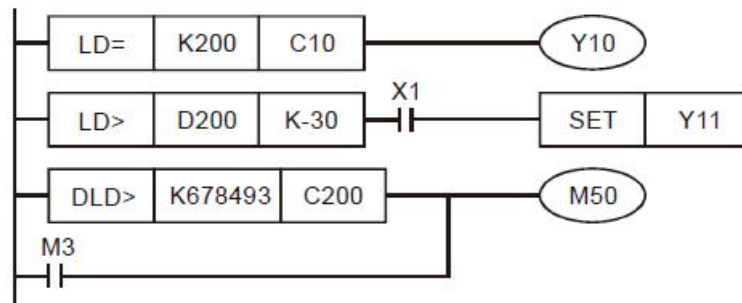 LD= K200 C10 Y10
X1
LD> D200 K-30 SET Y11
DLD> K678493 C200 M50
M3